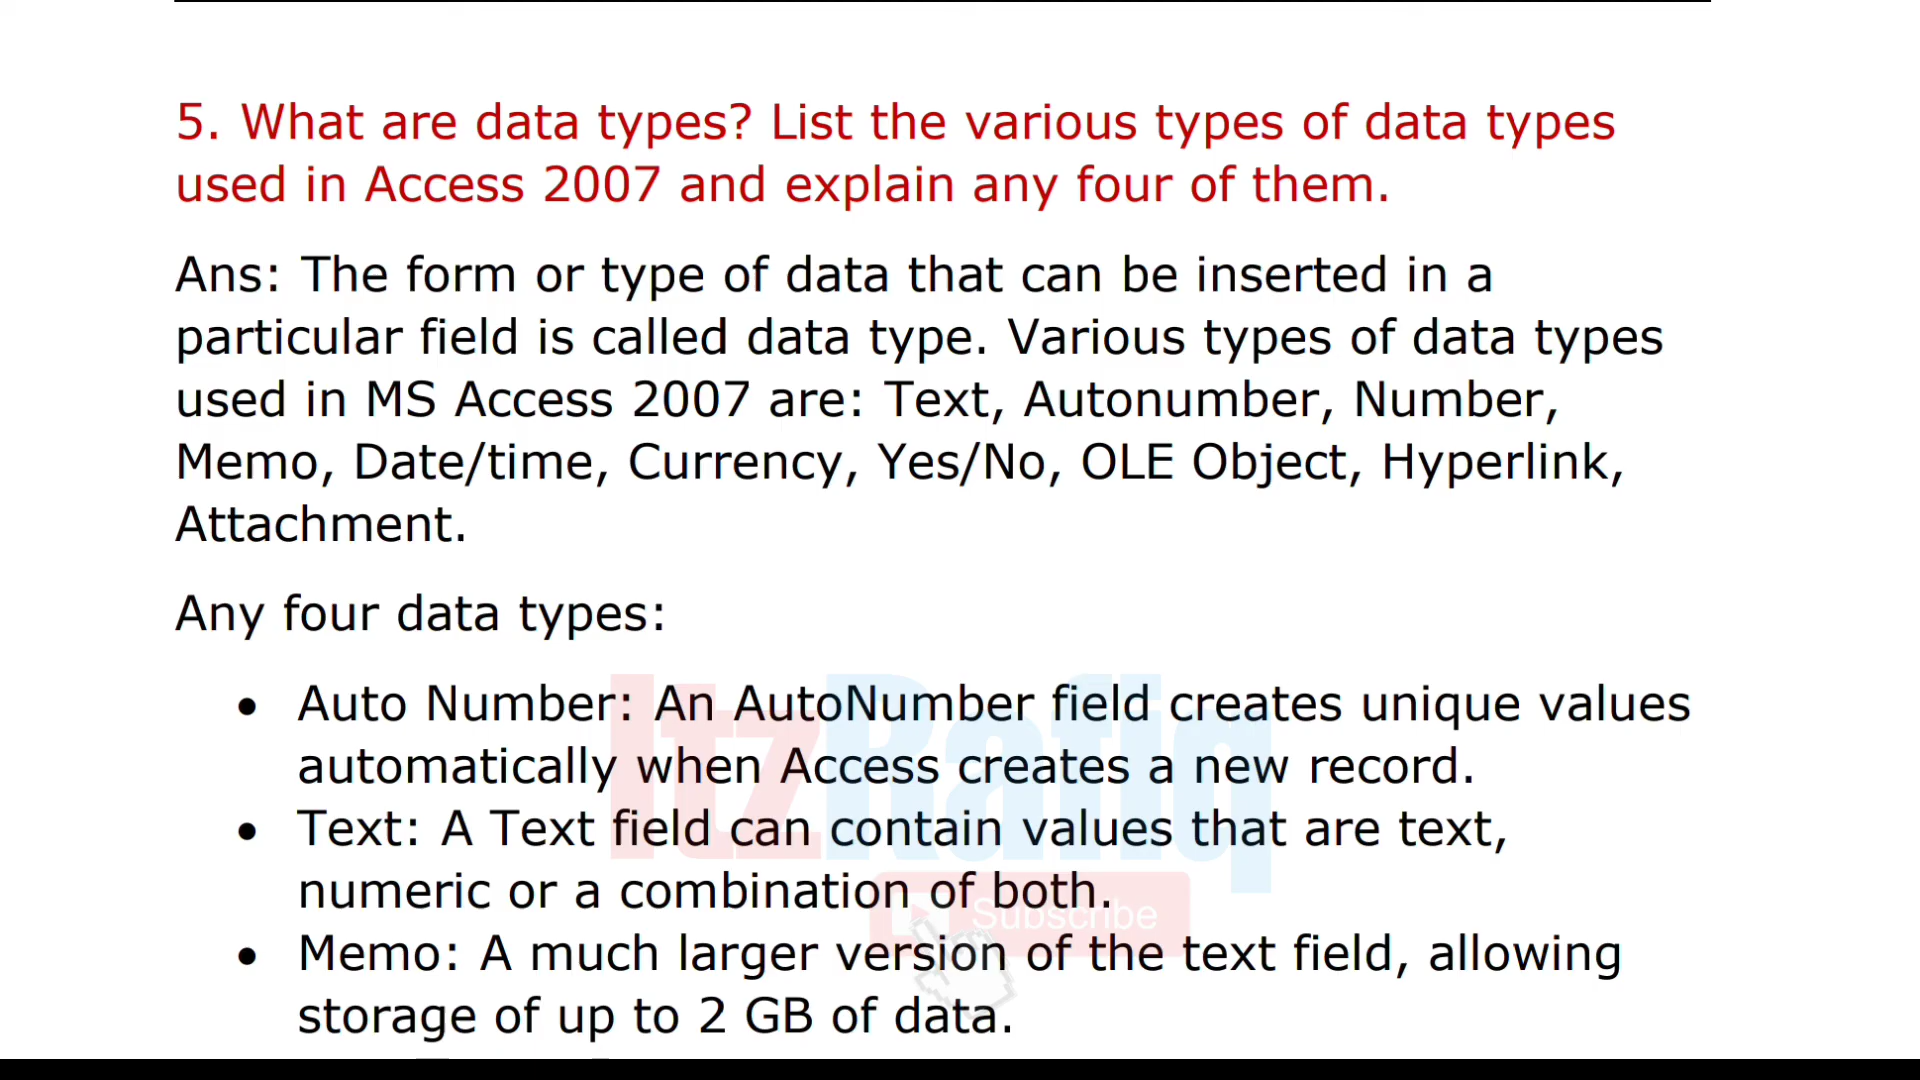 5. What are data types? List the various types of data types
used in Access 2007 and explain any four of them.
Ans: The form or type of data that can be inserted in a
particular field is called data type. Various types of data types
used in MS Access 2007 are: Text, Autonumber, Number,
Memo, Date/time, Currency, Yes/No, OLE Object, Hyperlink,
Attachment.
Any four data types:
• Auto Number: An AutoNumber field creates unique values
automatically when Access creates a new record.
• Text: A Text field can contain values that are text,
numeric or a combination of both.
• Memo: A much larger version of the text field, allowing
storage of up to 2 GB of data.
ItzRafiq
Subscribe